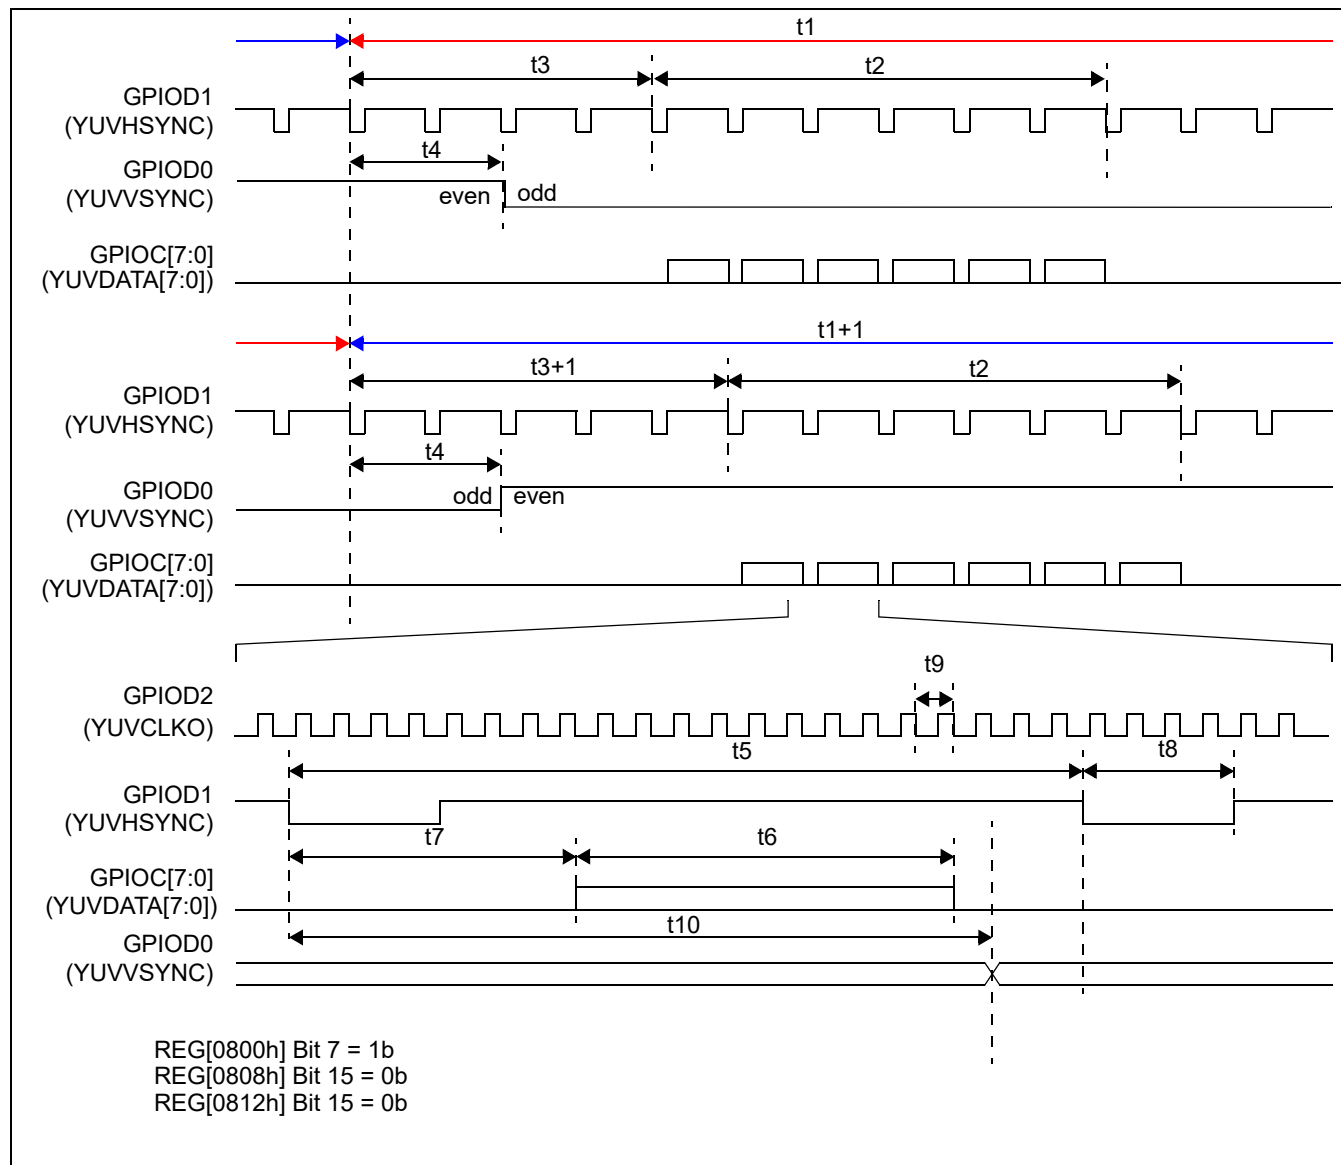 t1
t3
t2
GPIOD1
(YUVHSYNC)
t4
GPIOD0
(YUVVSYNC)
even
odd
GPIOC[7:0]
(YUVDATA[7:0])
t1+1
t3+1
t2
GPIOD1
(YUVHSYNC)
t4
GPIOD0
(YUVVSYNC)
odd
even
GPIOC[7:0]
(YUVDATA[7:0])
t9
GPIOD2
(YUVCLKO)
t5
t8
GPIOD1
(YUVHSYNC)
t7
t6
GPIOC[7:0]
(YUVDATA[7:0])
t10
GPIOD0
(YUVVSYNC)
REG[0800h] Bit 7 = 1b
REG[0808h] Bit 15 = 0b
REG[0812h] Bit 15 = 0b